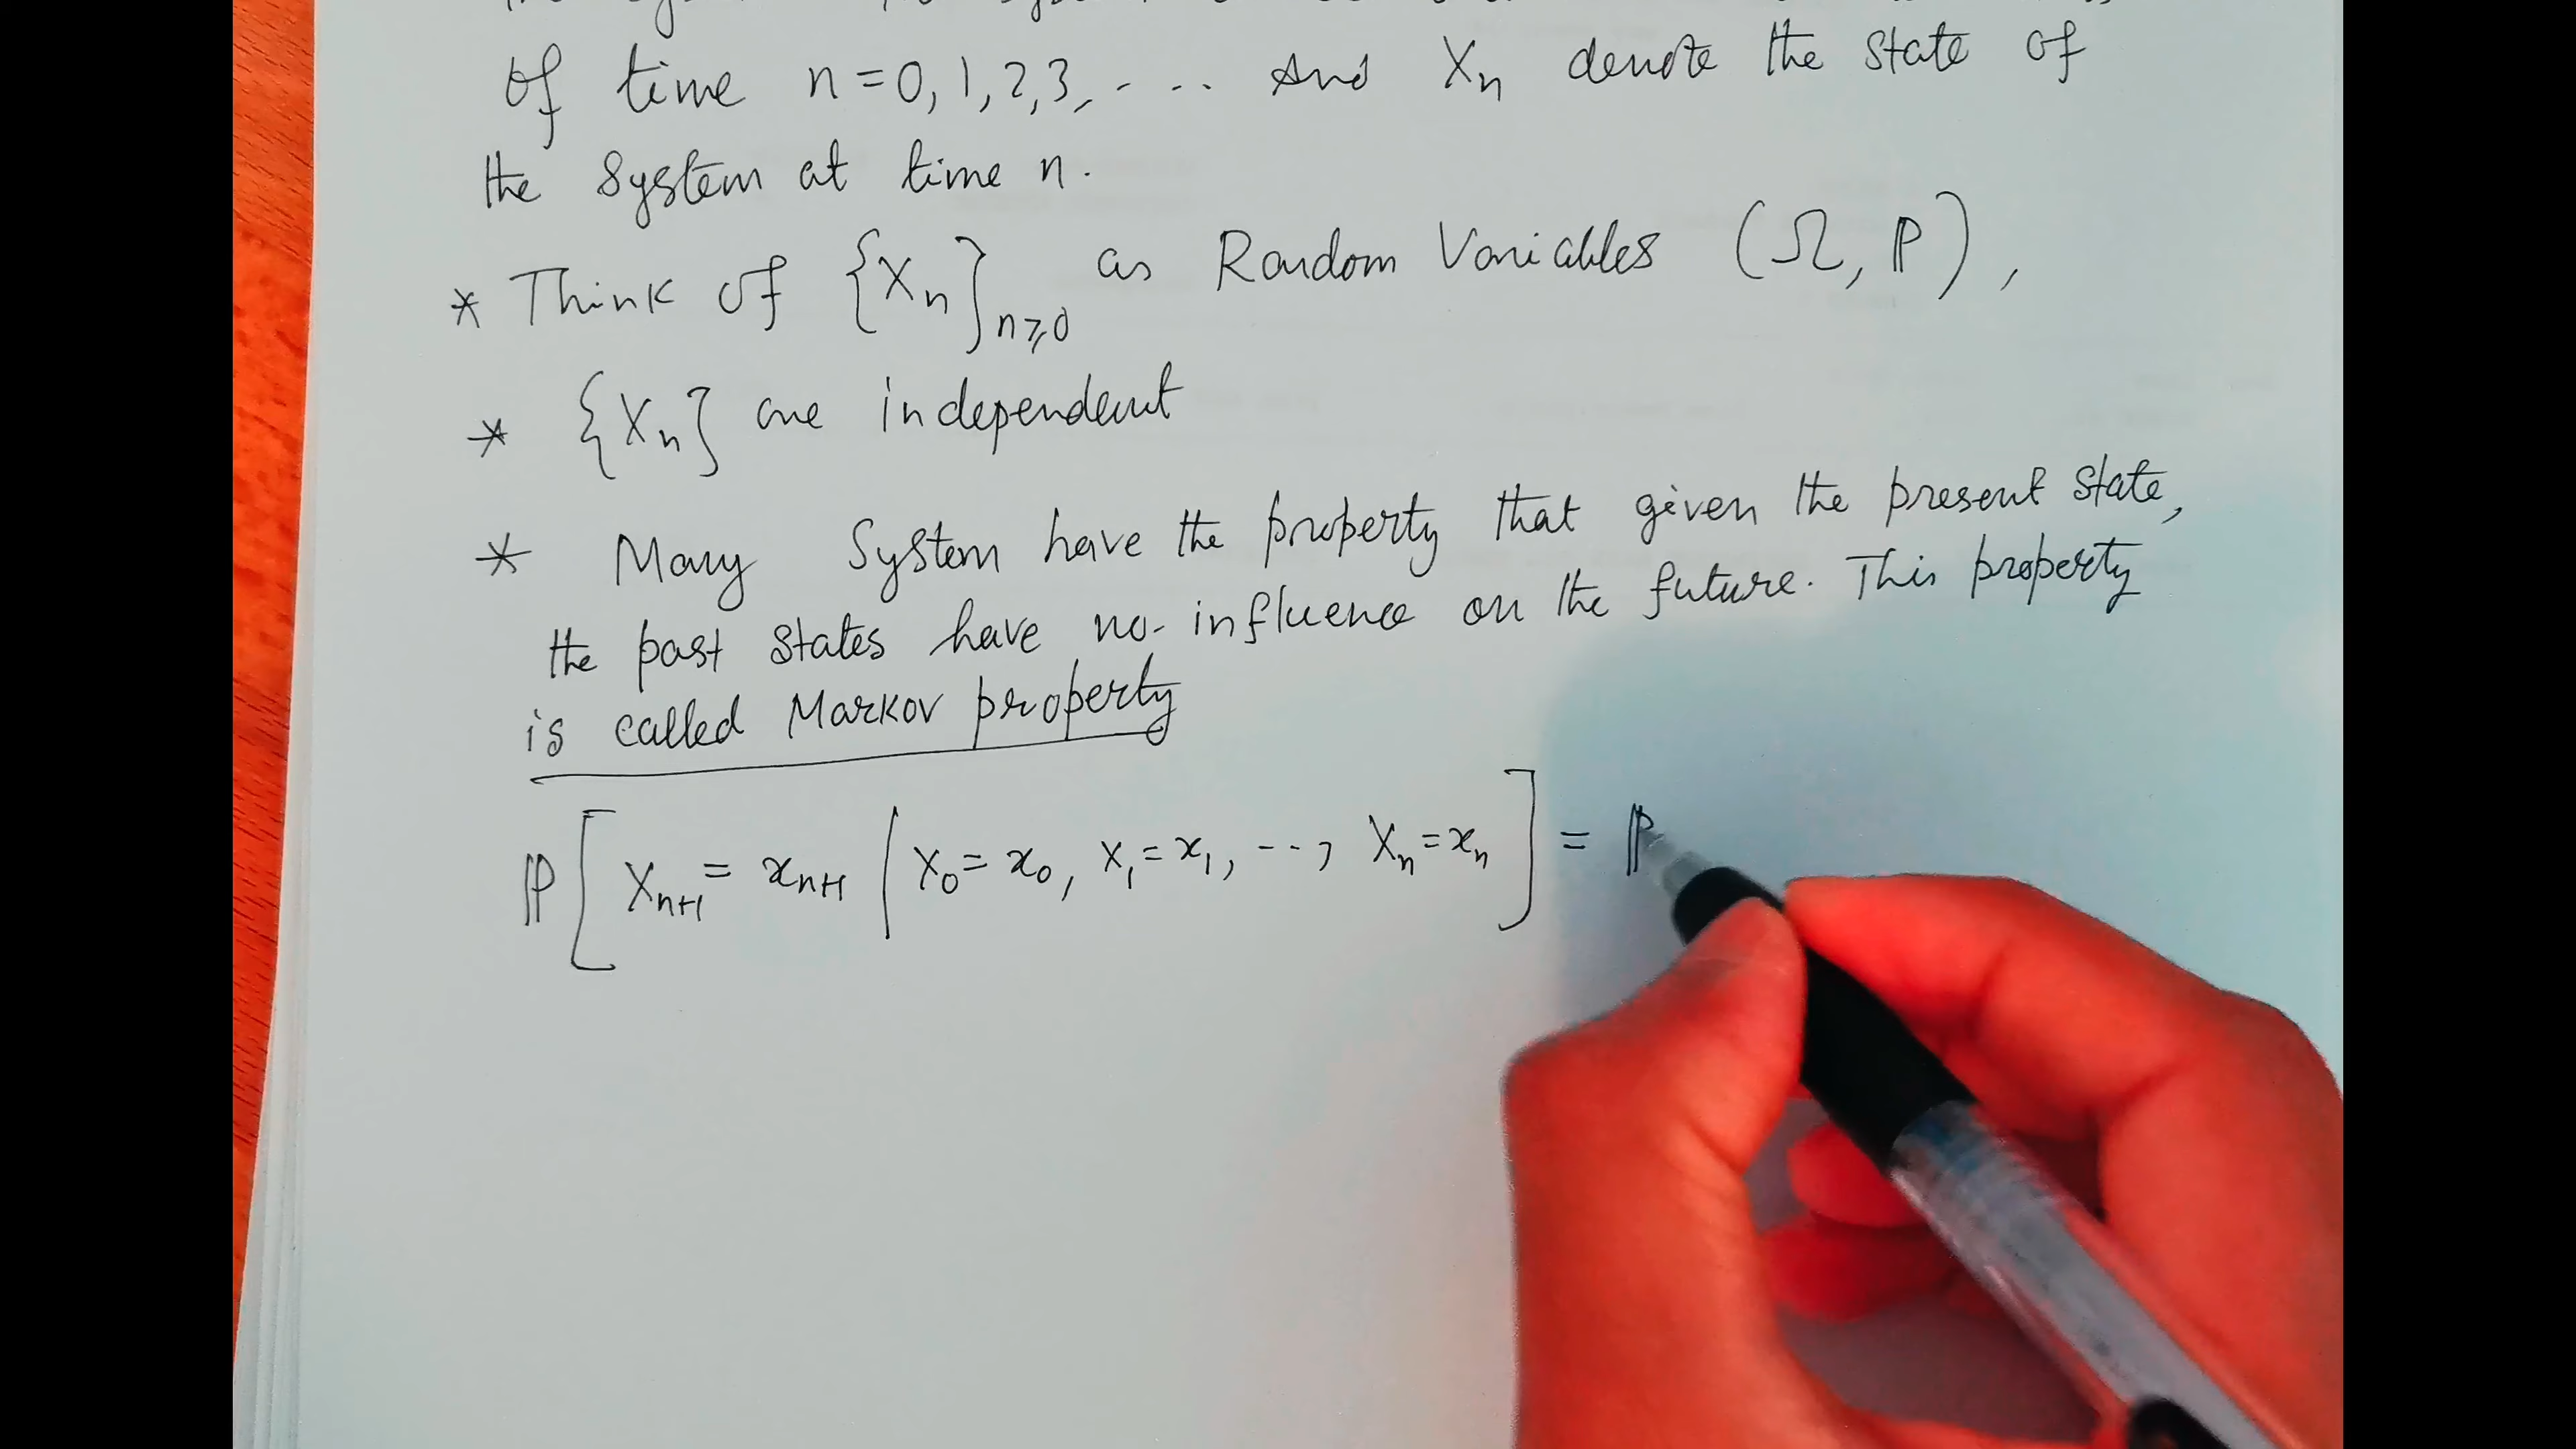 of time n = 0, 1, 2, 3, . . . . And Xₙ denote the state of
the system at time n.
* Think of {Xₙ}ₙ≥₀ as Random Variables (Ω, ℙ),
* {Xₙ} are independent
* Many System have the property that given the present state,
the past states have no influence on the future. This property
is called Markov property
ℙ[Xₙ₊₁ = xₙ₊₁ | X₀ = x₀, X₁ = x₁, --, Xₙ = xₙ] = ℙ